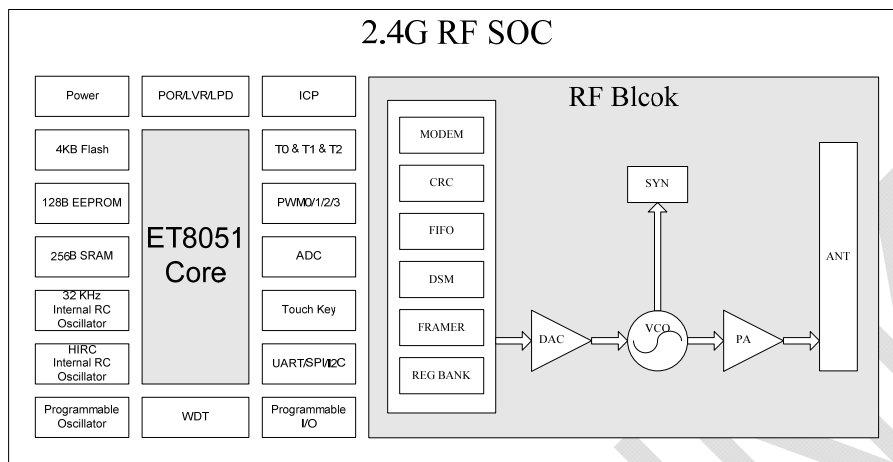 2.4G RF SOC
Power
POR/LVR/LPD
ICP
4KB Flash
T0 & T1 & T2
128B EEPROM
PWM0/1/2/3
256B SRAM
ADC
32 KHz
Internal RC
Oscillator
Touch Key
HIRC
Internal RC
Oscillator
UART/SPI/I2C
Programmable
Oscillator
WDT
Programmable
I/O
ET8051
Core
RF Blcok
MODEM
CRC
FIFO
DSM
FRAMER
REG BANK
DAC
SYN
VCO
PA
ANT